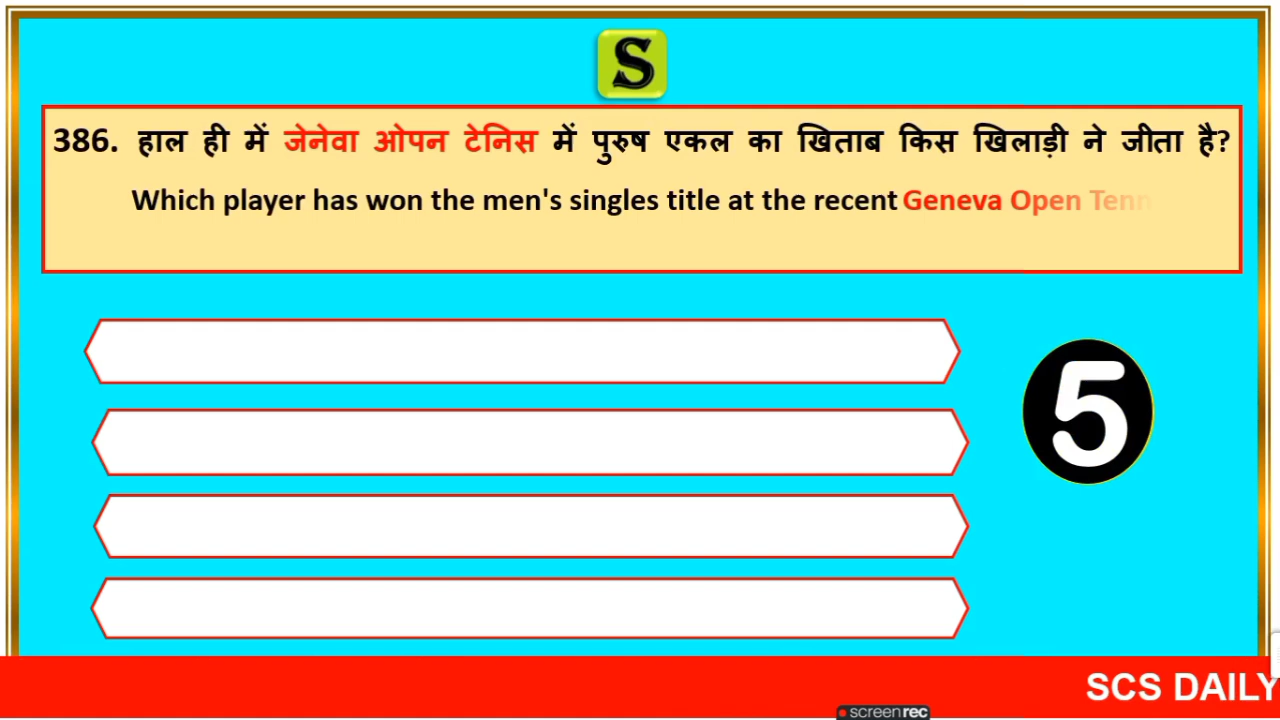 S
386. हाल ही में जेनेवा ओपन टेनिस में पुरुष एकल का खिताब किस खिलाड़ी ने जीता है?
Which player has won the men's singles title at the recent Geneva Open Tenn
5
SCS DAILY
screenrec